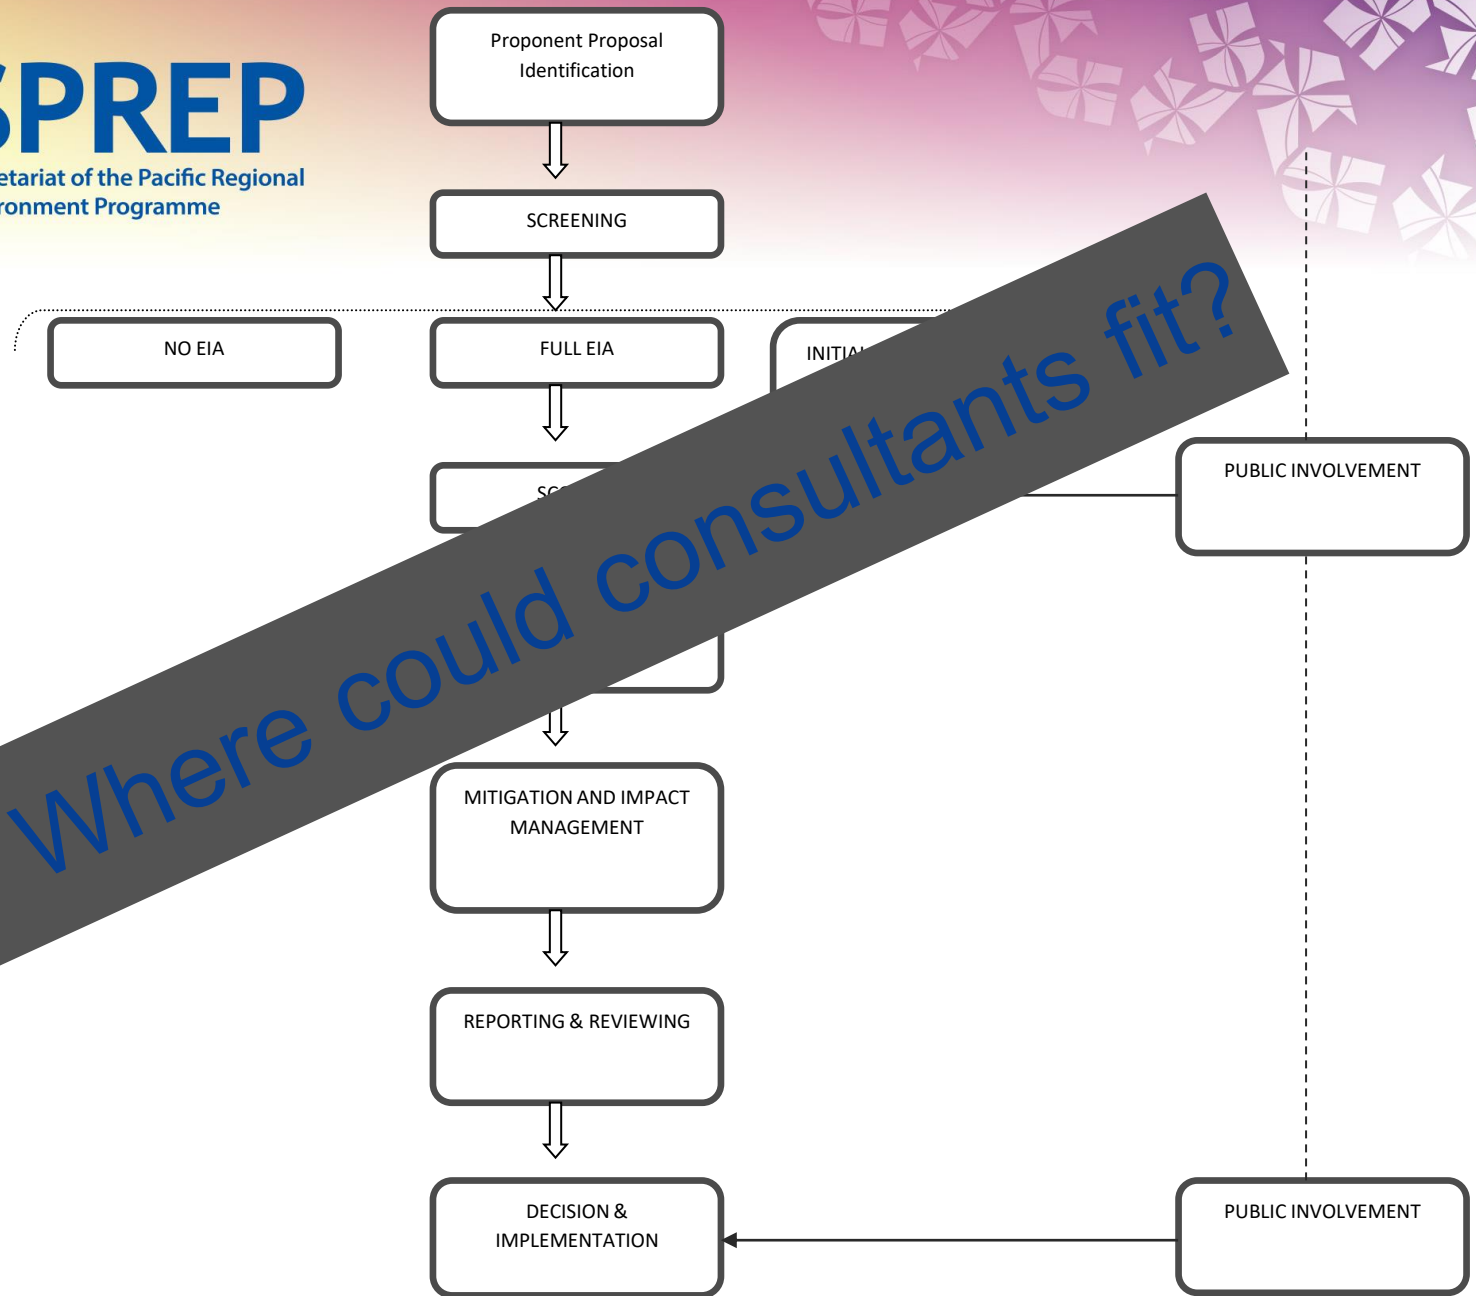 Proponent Proposal
Identification
SPREP
etariat of the Pacific Regional
ronment Programme
SCREENING
NO EIA
FULL EIA
Where could consultants fit?
PUBLIC INVOLVEMENT
MITIGATION AND IMPACT
MANAGEMENT
REPORTING & REVIEWING
DECISION &
IMPLEMENTATION
PUBLIC INVOLVEMENT